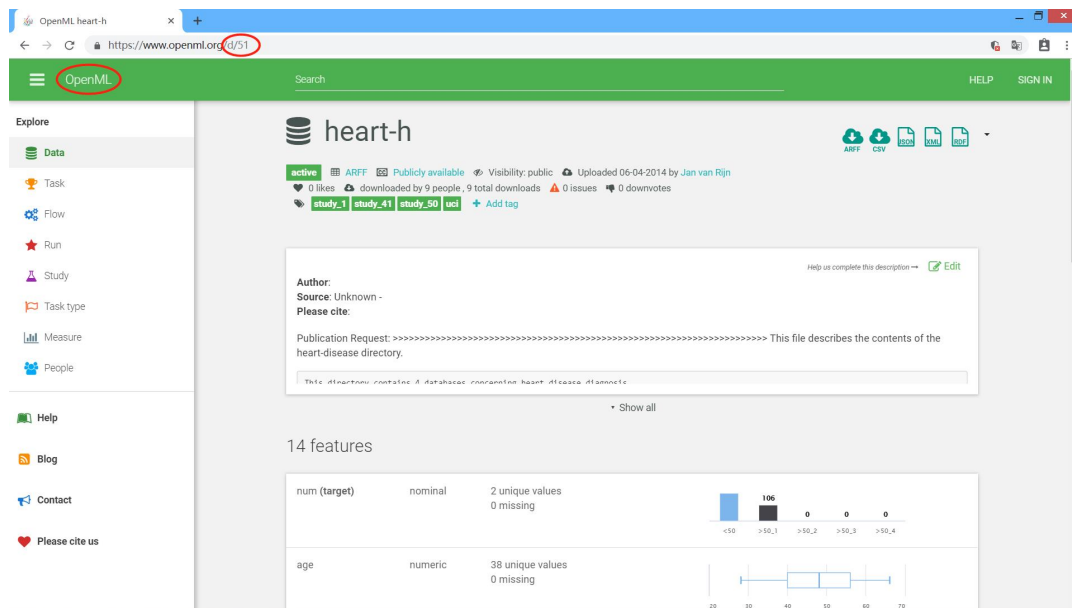 OpenML heart-h
https://www.openml.org/d/51
OpenML
Search
HELP
SIGN IN
Explore
Data
Task
Flow
Run
Study
Task type
Measure
People
Help
Blog
Contact
Please cite us
heart-h
ARFF
CSV
JSON
XML
RDF
active ARFF Publicly available Visibility: public Uploaded 06-04-2014 by Jan van Rijn
0 likes downloaded by 9 people , 9 total downloads 0 issues 0 downvotes
study_1 study_41 study_50 uci + Add tag
Help us complete this description → Edit
Author:
Source: Unknown -
Please cite:
Publication Request: >>>>>>>>>>>>>>>>>>>>>>>>>>>>>>>>>>>>>>>>>>>>>>>>>>>>>>>>>>>>>>>>>>>>> This file describes the contents of the
heart-disease directory.
This directory contains 4 databases concerning heart disease diagnosis
Show all
14 features
num (target) nominal 2 unique values
0 missing
106 0 0 0
<50 >50_1 >50_2 >50_3 >50_4
age numeric 38 unique values
0 missing
20 30 40 50 60 70